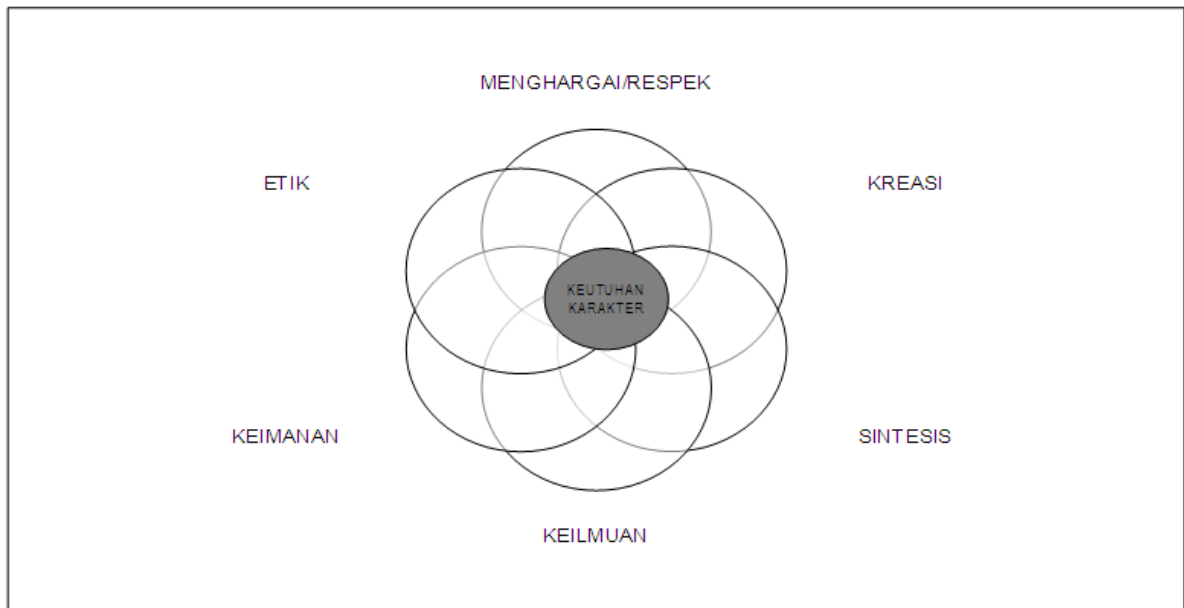 MENGHARGAI/RESPEK
ETIK
KREASI
KEUTUHAN
KARAKTER
KEIMANAN
SINTESIS
KEILMUAN